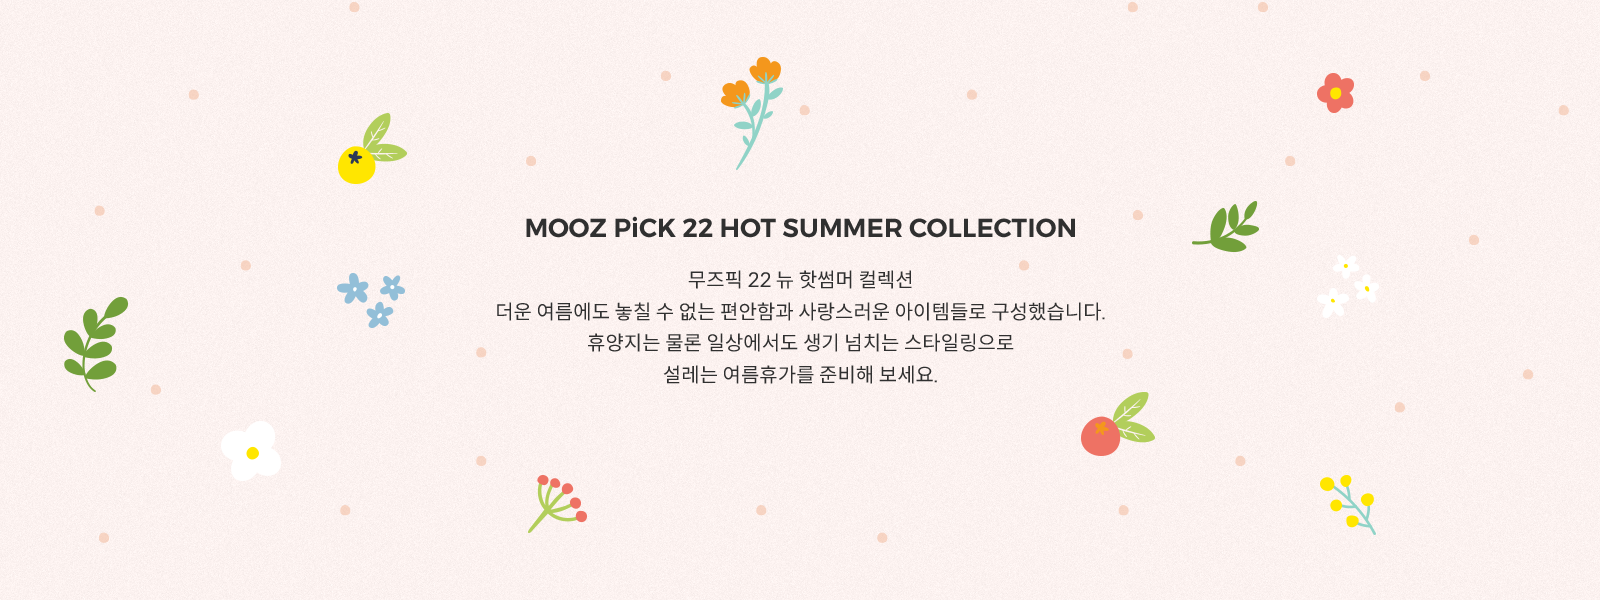 MOOZ PiCK 22 HOT SUMMER COLLECTION
무즈픽 22 뉴 핫썸머 컬렉션
더운 여름에도 놓칠 수 없는 편안함과 사랑스러운 아이템들로 구성했습니다.
휴양지는 물론 일상에서도 생기 넘치는 스타일링으로
설레는 여름휴가를 준비해 보세요.